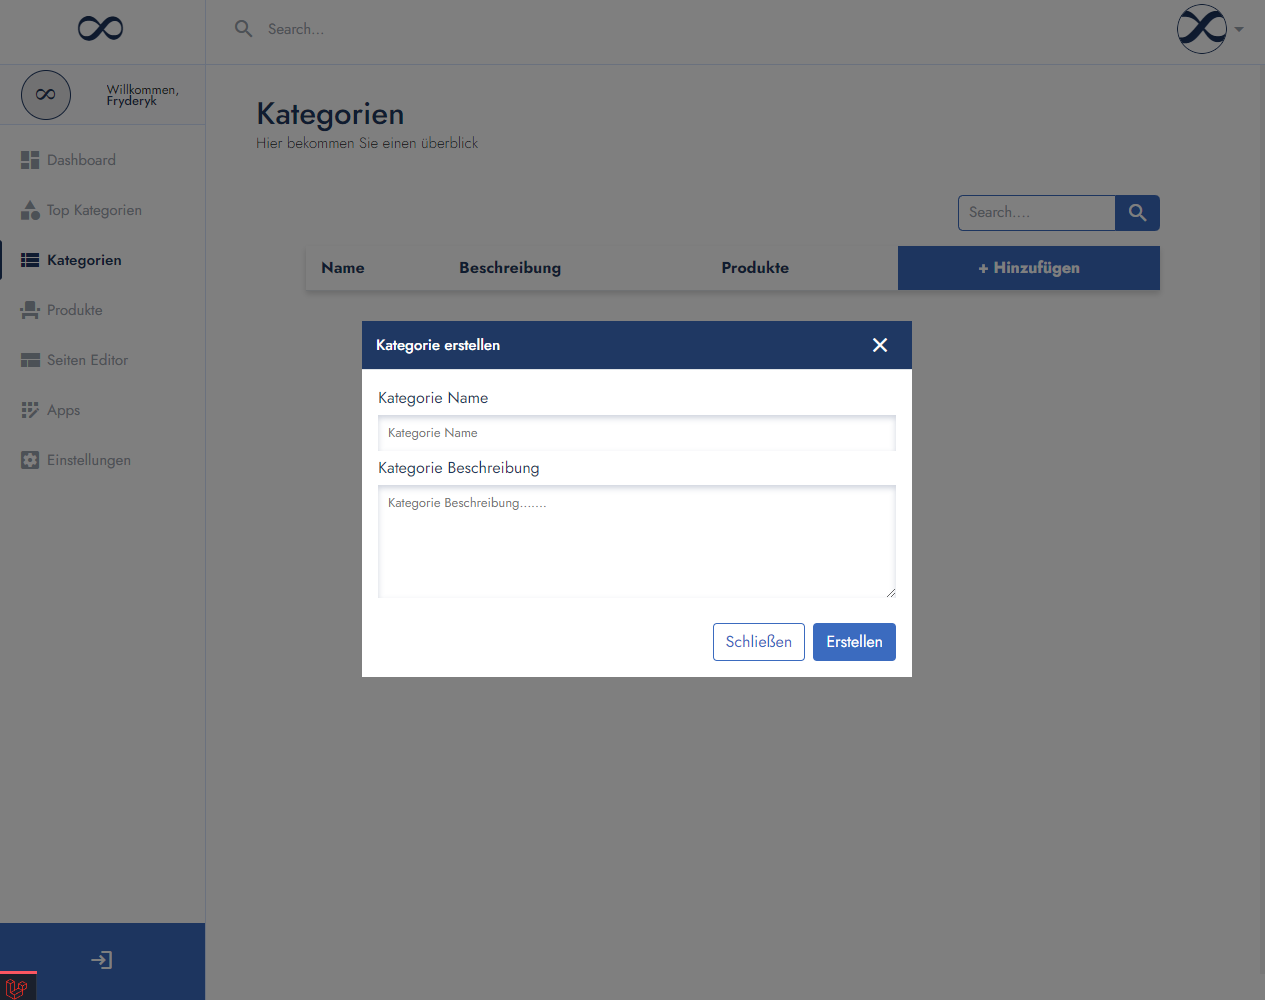 Search...
Willkommen,
Fryderyk
Dashboard
Top Kategorien
Kategorien
Produkte
Seiten Editor
Apps
Einstellungen
Kategorien
Hier bekommen Sie einen überblick
Search....
Name Beschreibung Produkte + Hinzufügen
Kategorie erstellen
Kategorie Name
Kategorie Name
Kategorie Beschreibung
Kategorie Beschreibung.......
Schließen Erstellen